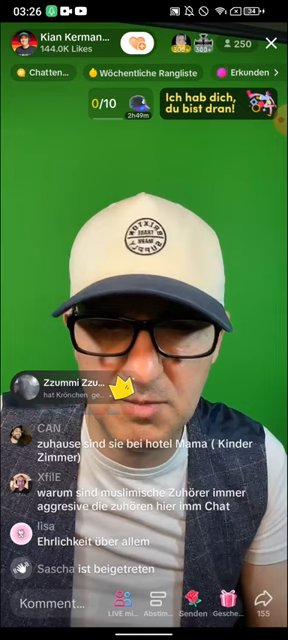 03:26
34
Kian Kerman...
144.0K Likes
250
Chatten...
Wöchentliche Rangliste
Erkunden
0/10
2h49m
Ich hab dich,
du bist dran!
BRIXTON
SUPPLY
Zzummi Zzu...
hat Krönchen ge...
CAN
zuhause sind sie bei hotel Mama ( Kinder
Zimmer)
XfilE
warum sind muslimische Zuhörer immer
aggresive die zuhören hier imm Chat
lisa
Ehrlichkeit über allem
Sascha ist beigetreten
Komment...
LIVE mi...
Abstim...
Senden
Gesche...
155